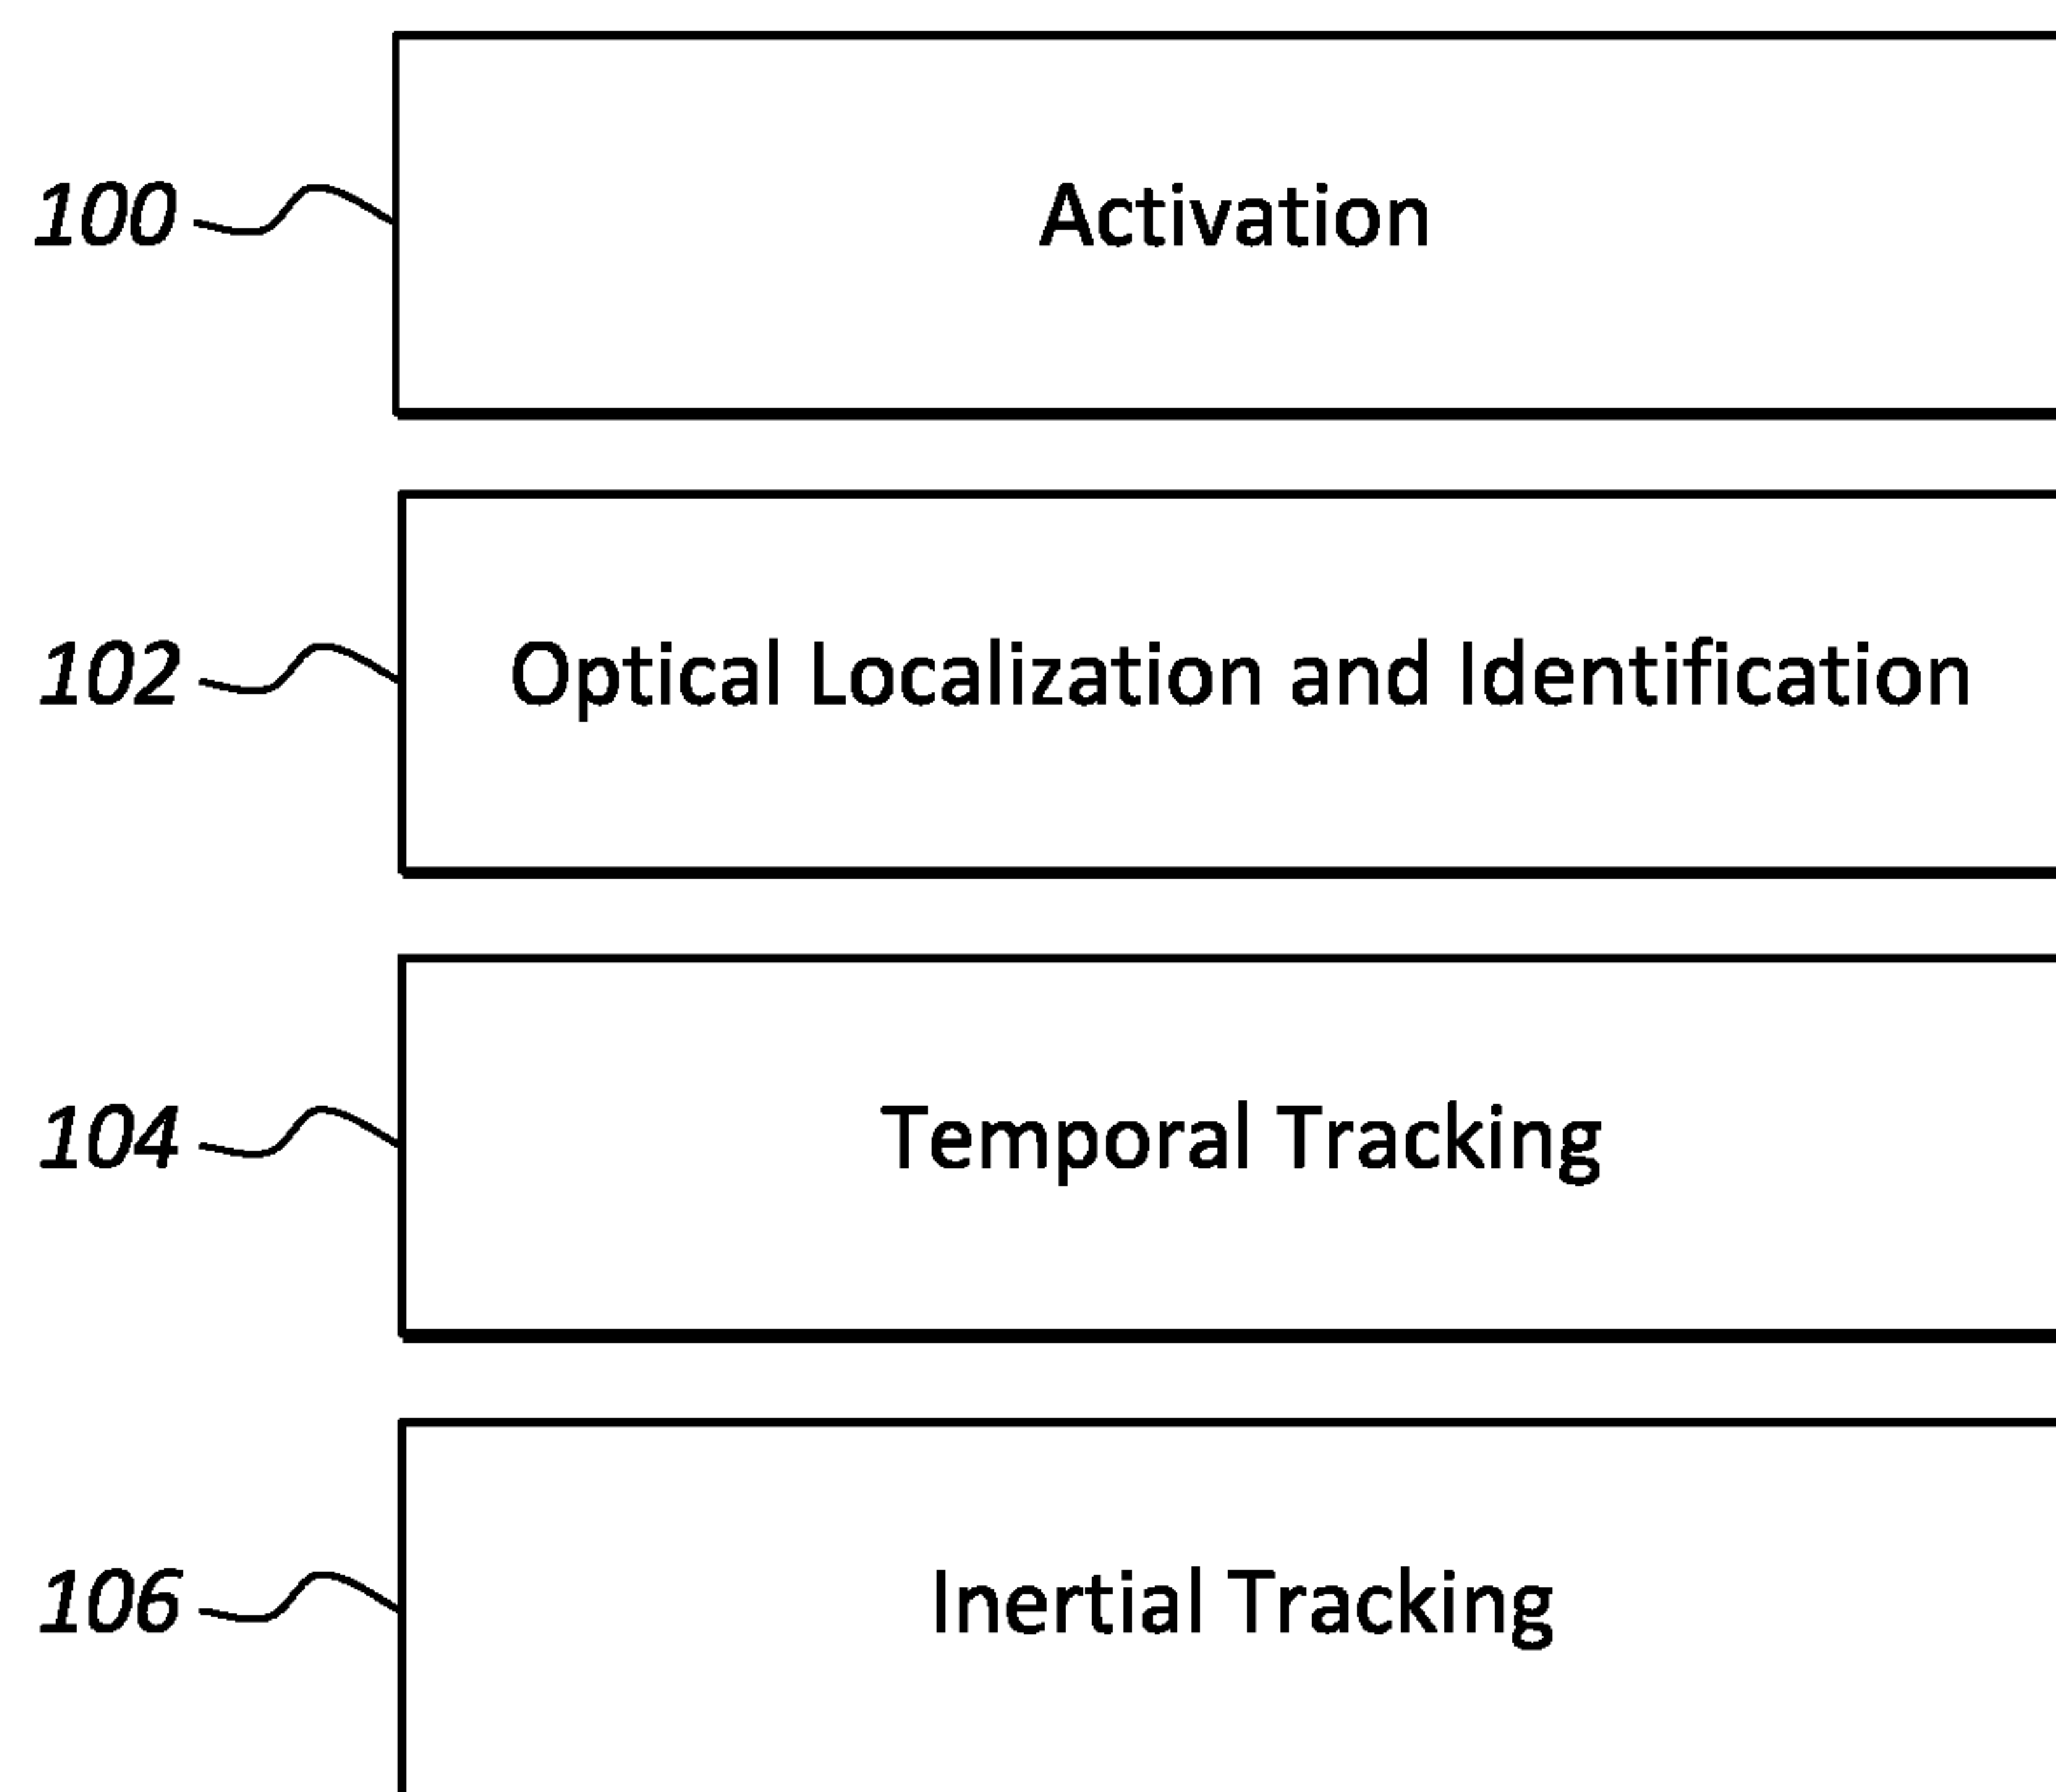 100 Activation
102 Optical Localization and Identification
104 Temporal Tracking
106 Inertial Tracking